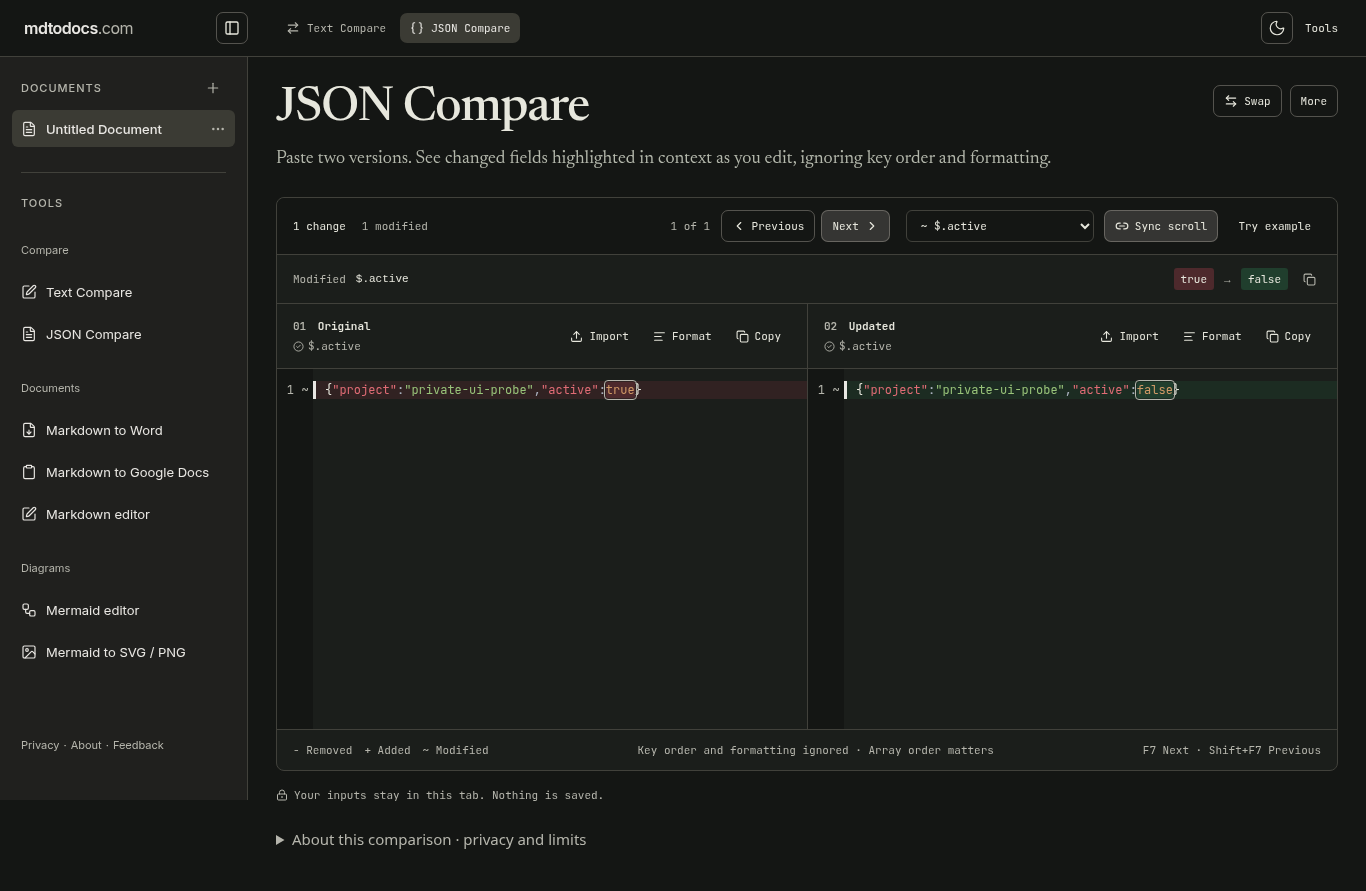 mdtodocs.com
Text Compare
{} JSON Compare
Tools
DOCUMENTS
Untitled Document
TOOLS
Compare
Text Compare
JSON Compare
Documents
Markdown to Word
Markdown to Google Docs
Markdown editor
Diagrams
Mermaid editor
Mermaid to SVG / PNG
Privacy · About · Feedback
JSON Compare
Swap
More
Paste two versions. See changed fields highlighted in context as you edit, ignoring key order and formatting.
1 change 1 modified
1 of 1
Previous
Next
~ $.active
Sync scroll
Try example
Modified $.active
true → false
01 Original
$.active
Import
Format
Copy
1 ~ {"project":"private-ui-probe","active":true}
02 Updated
$.active
Import
Format
Copy
1 ~ {"project":"private-ui-probe","active":false}
- Removed + Added ~ Modified
Key order and formatting ignored · Array order matters
F7 Next · Shift+F7 Previous
Your inputs stay in this tab. Nothing is saved.
About this comparison · privacy and limits